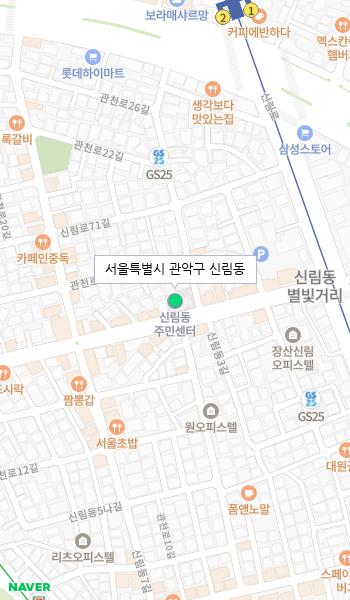 보라매샤르망
2
1
커피에반하다
멕스칸
햄버
롯데하이마트
생각보다
맛있는집
관천로26길
신림로
록갈비
관천로22길
GS
25
GS25
삼성스토어
관천로20길
신림로71길
카페인중독
P
관천로
서울특별시 관악구 신림동
신림동
별빛거리
신림동
주민센터
신림동3길
장산신림
오피스텔
도시락
짬뽕갑
GS
25
GS25
원오피스텔
서울초밥
대원
천로12길
폼앤노말
신림동5나길
관천로10길
리츠오피스텔
신림동7길
스페이
버
NAVER